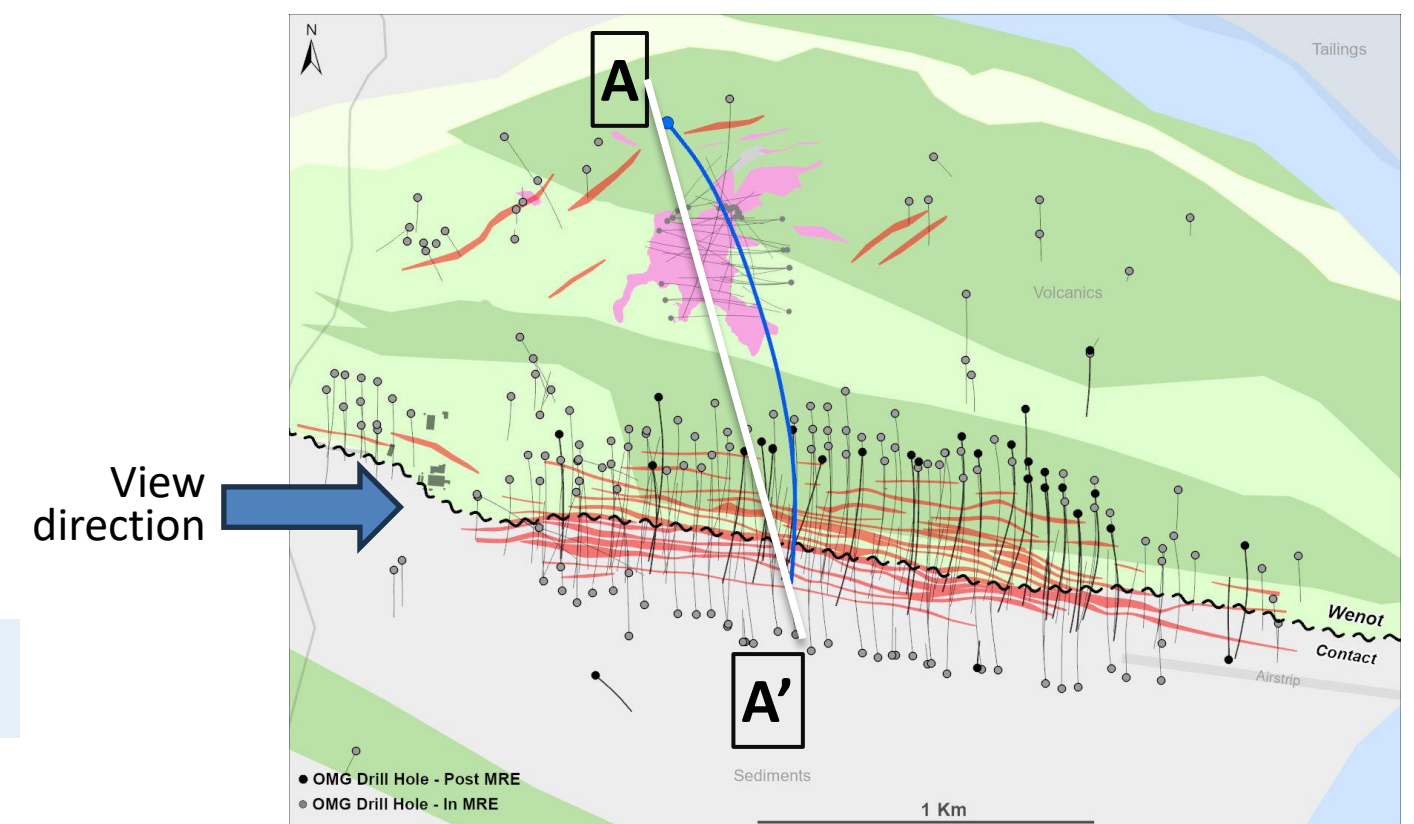 N
Tailings
A
Volcanics
View
direction
Wenot
Contact
Airstrip
A’
Sediments
OMG Drill Hole - Post MRE
OMG Drill Hole - In MRE
1 Km